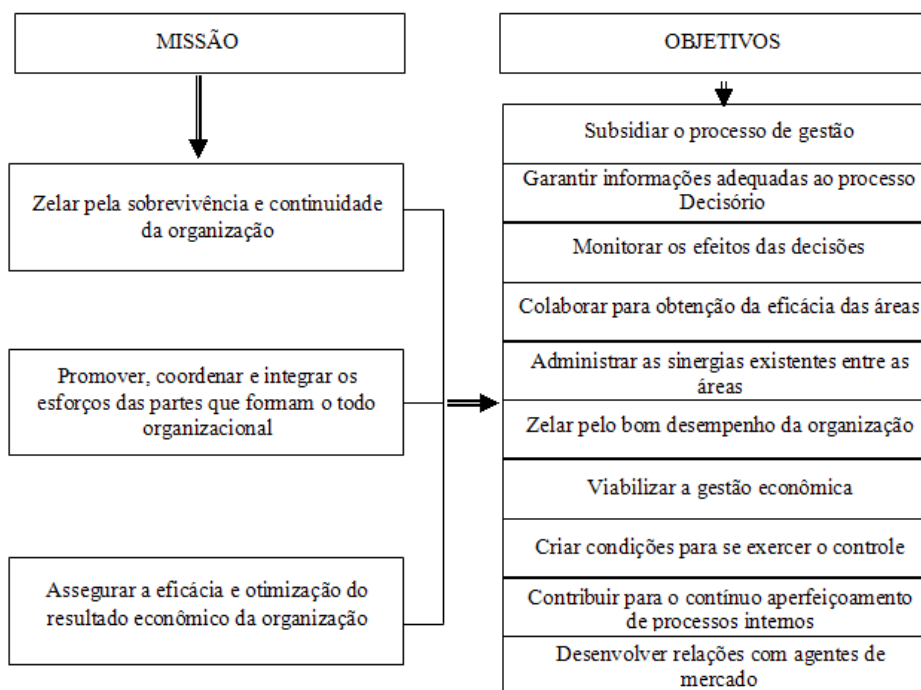 MISSÃO
Zelar pela sobrevivência e continuidade
da organização
Promover, coordenar e integrar os
esforços das partes que formam o todo
organizacional
Assegurar a eficácia e otimização do
resultado econômico da organização
OBJETIVOS
Subsidiar o processo de gestão
Garantir informações adequadas ao processo
Decisório
Monitorar os efeitos das decisões
Colaborar para obtenção da eficácia das áreas
Administrar as sinergias existentes entre as
áreas
Zelar pelo bom desempenho da organização
Viabilizar a gestão econômica
Criar condições para se exercer o controle
Contribuir para o contínuo aperfeiçoamento
de processos internos
Desenvolver relações com agentes de
mercado